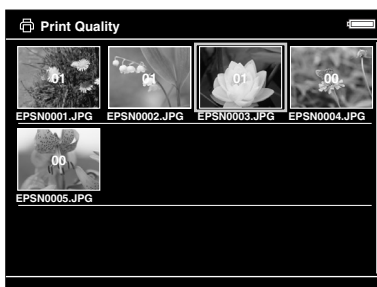 Print Quality
01 01 01 00
EPSN0001.JPG EPSN0002.JPG EPSN0003.JPG EPSN0004.JPG
00
EPSN0005.JPG